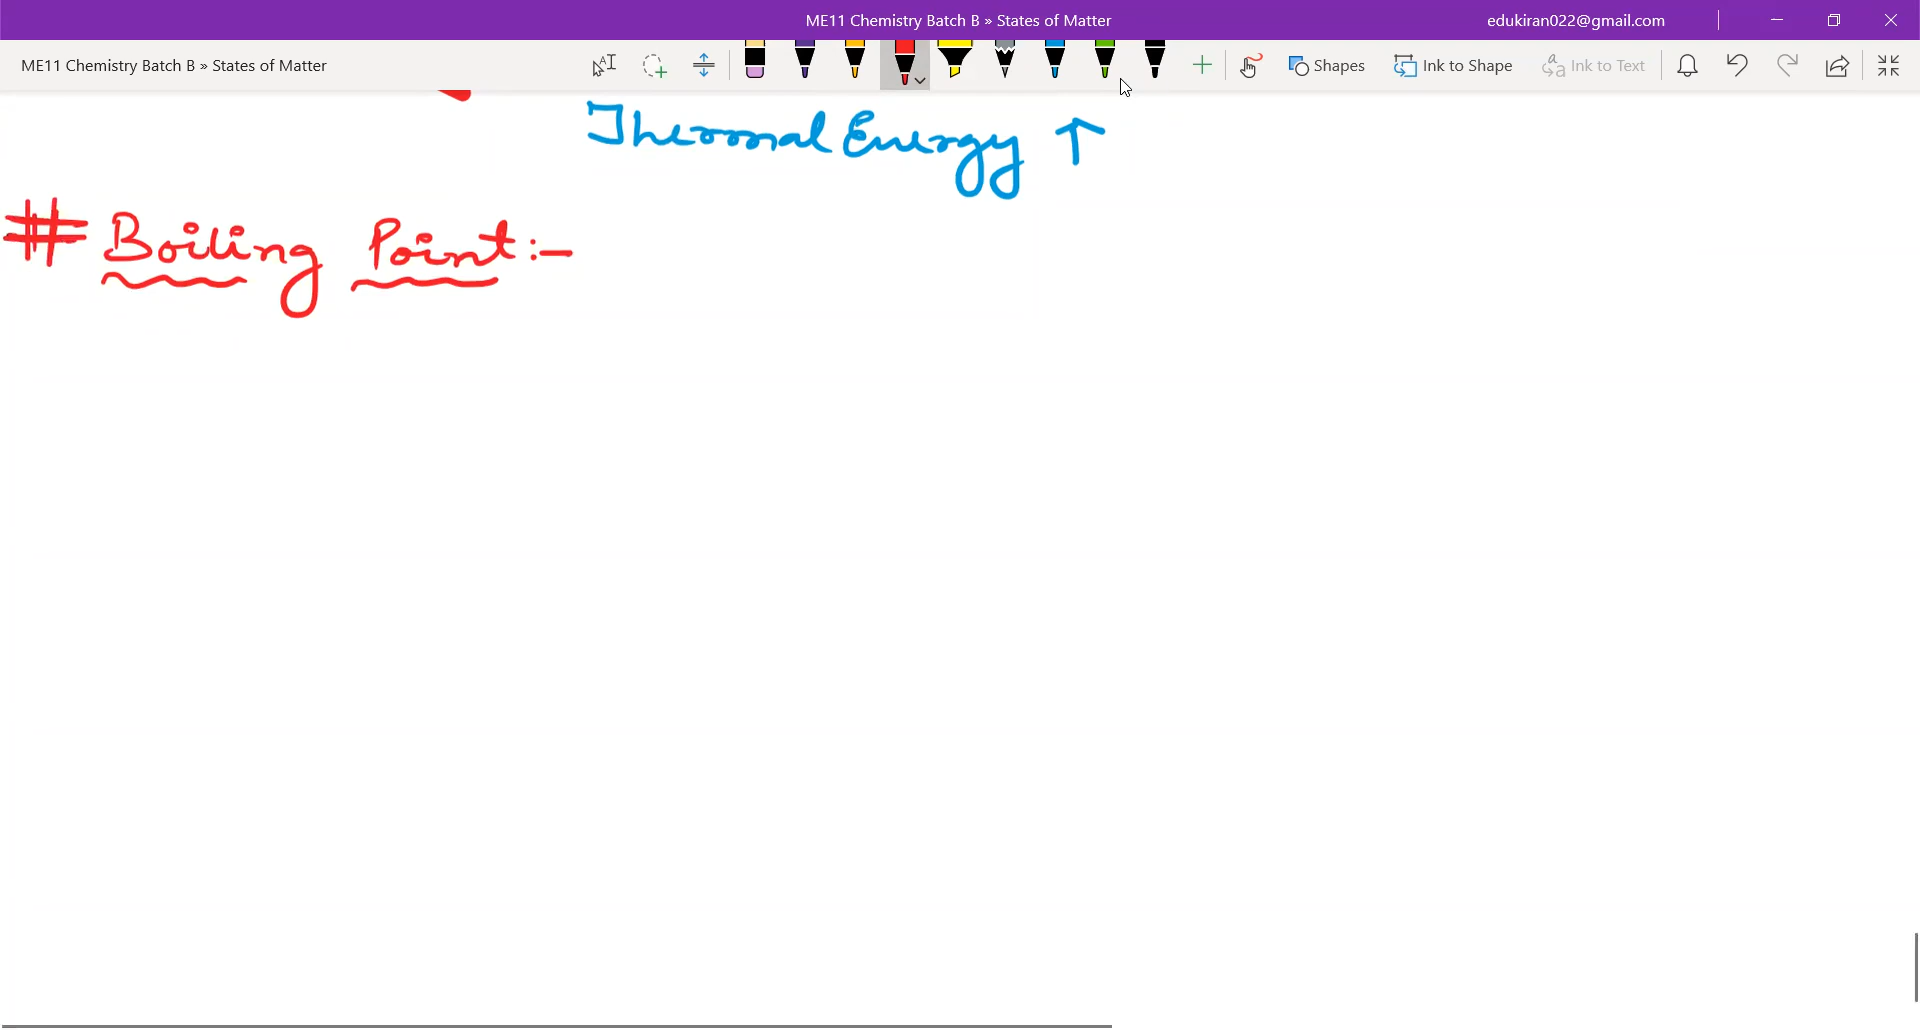 ME11 Chemistry Batch B » States of Matter
edukiran022@gmail.com
ME11 Chemistry Batch B » States of Matter
Shapes
Ink to Shape
Ink to Text
Thermal Energy ↑
# Boiling Point :-